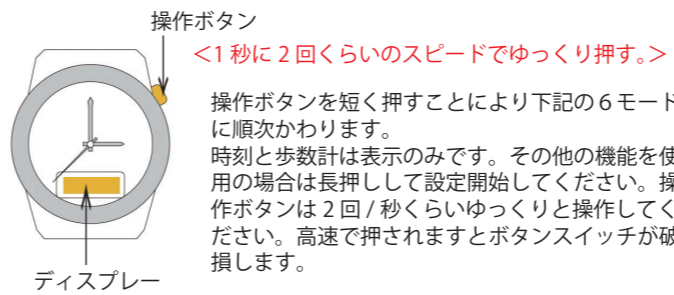 操作ボタン
＜1 秒に 2 回くらいのスピードでゆっくり押す。＞
操作ボタンを短く押すことにより下記の 6 モード
に順次かわります。
時刻と歩数計は表示のみです。その他の機能を使
用の場合は長押しして設定開始してください。操
作ボタンは 2 回 / 秒くらいゆっくりと操作してく
ださい。高速で押されますとボタンスイッチが破
損します。
ディスプレー